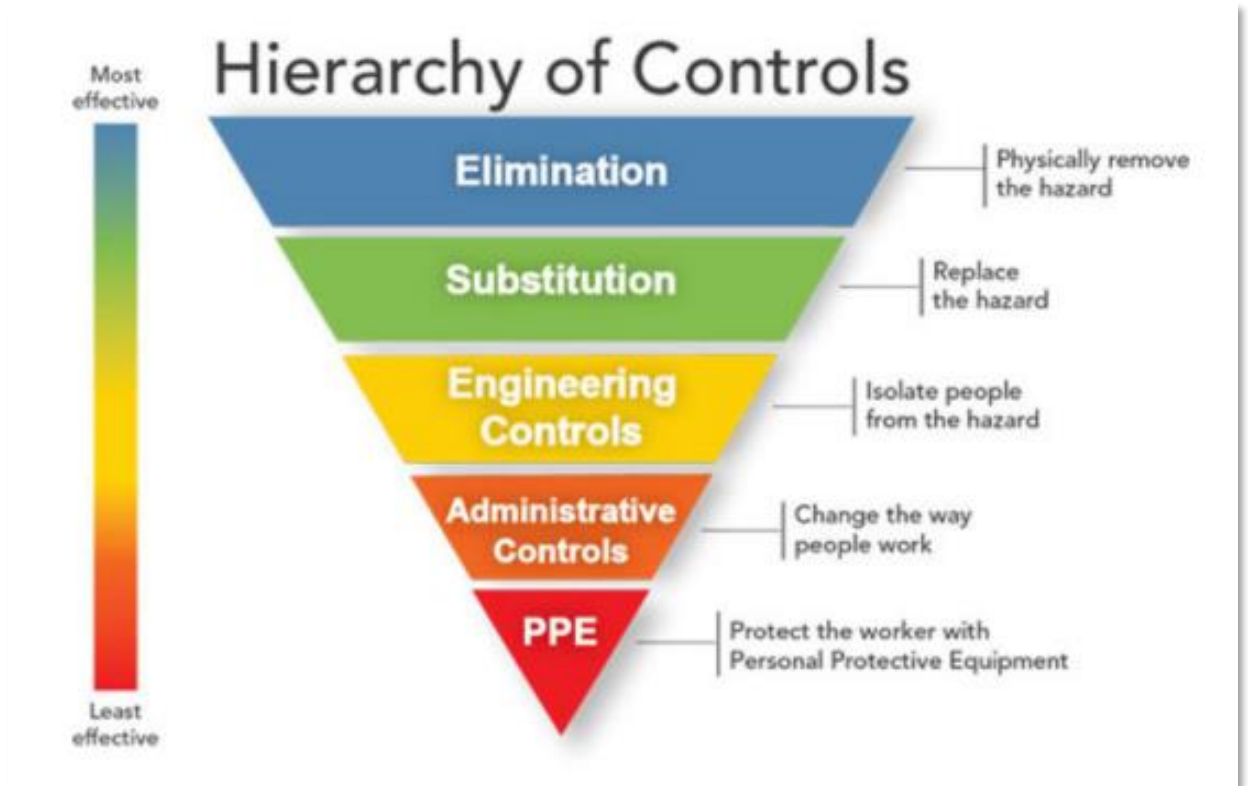 Hierarchy of Controls
Most
effective
Elimination
Physically remove
the hazard
Substitution
Replace
the hazard
Engineering
Controls
Isolate people
from the hazard
Administrative
Controls
Change the way
people work
PPE
Protect the worker with
Personal Protective Equipment
Least
effective